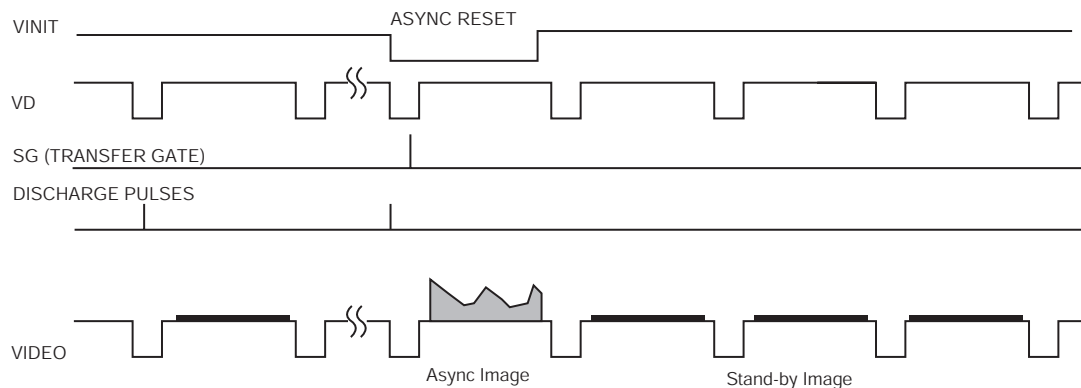 ASYNC RESET
VINIT
VD
SG (TRANSFER GATE)
DISCHARGE PULSES
VIDEO
Async Image
Stand-by Image